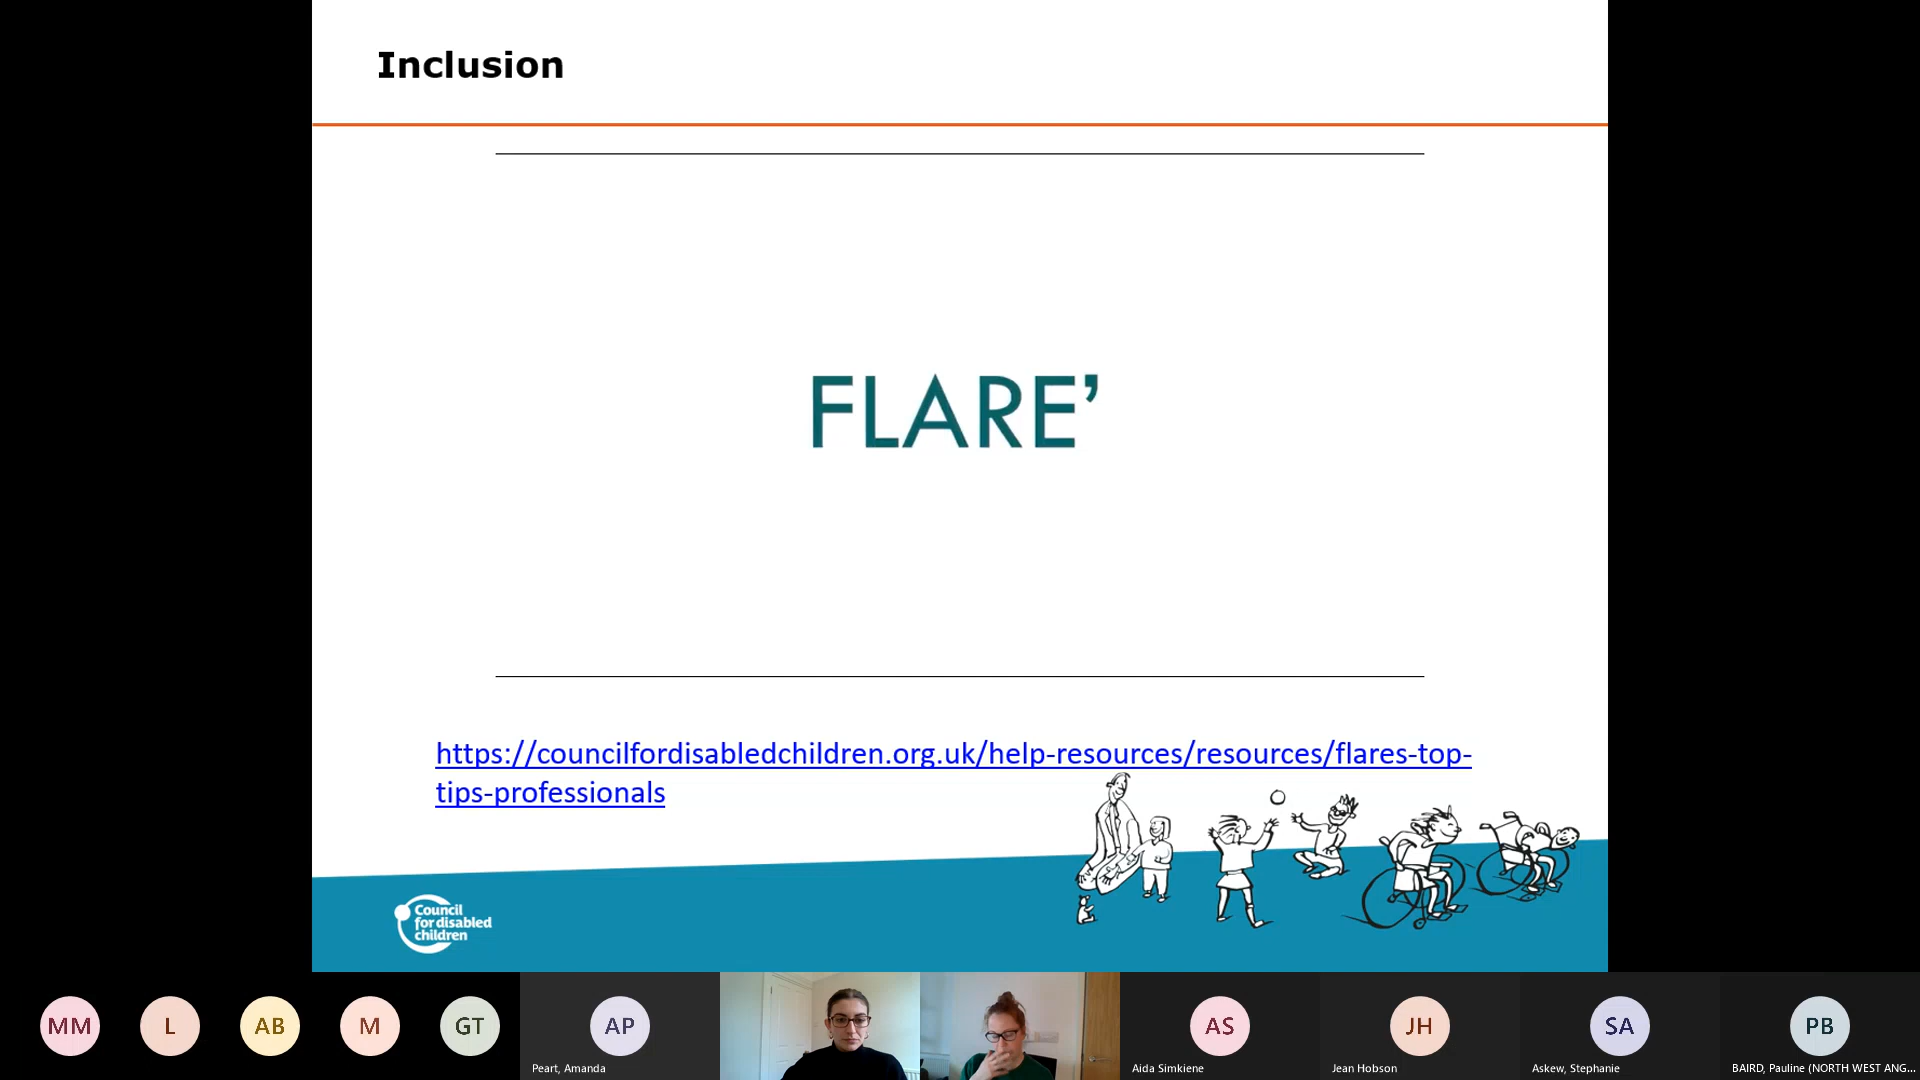 Inclusion
FLARE’
https://councilfordisabledchildren.org.uk/help-resources/resources/flares-top-
tips-professionals
Council
for disabled
children
MM
L
AB
M
GT
AP
AS
JH
SA
PB
Peart, Amanda
Aida Simkiene
Jean Hobson
Askew, Stephanie
BAIRD, Pauline (NORTH WEST ANG...